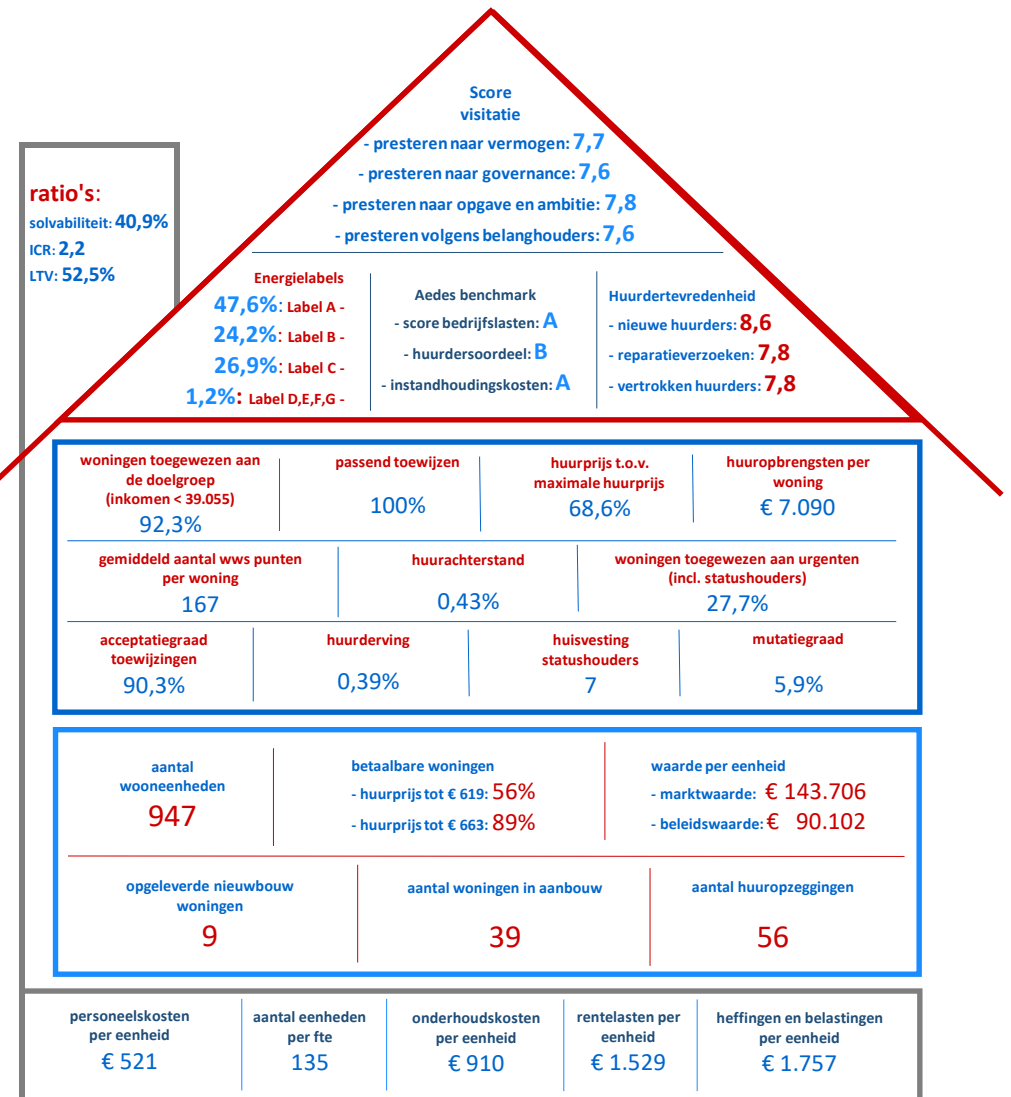 Score
visitatie
- presteren naar vermogen: 7,7
- presteren naar governance: 7,6
- presteren naar opgave en ambitie: 7,8
- presteren volgens belanghouders: 7,6
ratio's:
solvabiliteit: 40,9%
ICR: 2,2
LTV: 52,5%
Energielabels
47,6%: Label A -
24,2%: Label B -
26,9%: Label C -
1,2%: Label D,E,F,G -
Aedes benchmark
- score bedrijfslasten: A
- huurdersoordeel: B
- instandhoudingskosten: A
Huurdertevredenheid
- nieuwe huurders: 8,6
- reparatieverzoeken: 7,8
- vertrokken huurders: 7,8
woningen toegewezen aan
de doelgroep
(inkomen < 39.055)
92,3%
passend toewijzen
100%
huurprijs t.o.v.
maximale huurprijs
68,6%
huuropbrengsten per
woning
€ 7.090
gemiddeld aantal wws punten
per woning
167
huurachterstand
0,43%
woningen toegewezen aan urgenten
(incl. statushouders)
27,7%
acceptatiegraad
toewijzingen
90,3%
huurderving
0,39%
huisvesting
statushouders
7
mutatiegraad
5,9%
aantal
wooneenheden
947
betaalbare woningen
- huurprijs tot € 619: 56%
- huurprijs tot € 663: 89%
waarde per eenheid
- marktwaarde: € 143.706
- beleidswaarde: € 90.102
opgeleverde nieuwbouw
woningen
9
aantal woningen in aanbouw
39
aantal huuropzeggingen
56
personeelskosten
per eenheid
€ 521
aantal eenheden
per fte
135
onderhoudskosten
per eenheid
€ 910
rentelasten per
eenheid
€ 1.529
heffingen en belastingen
per eenheid
€ 1.757